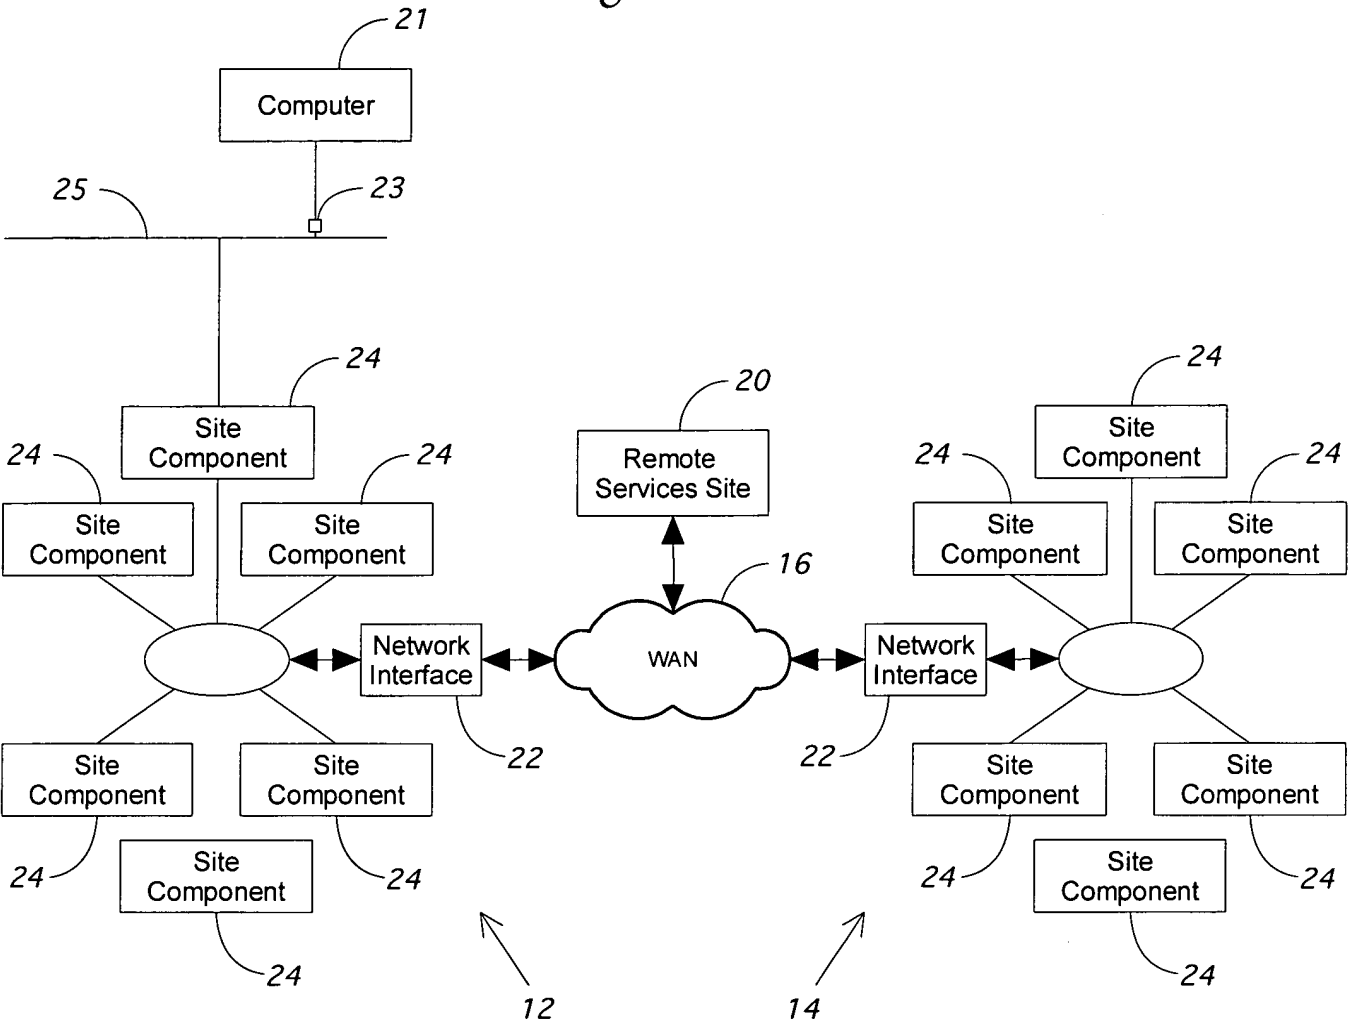 21
Computer
25
23
24
Site
Component
24
Site
Component
24
Site
Component
20
Remote
Services Site
16
WAN
Network
Interface
22
Site
Component
24
Site
Component
24
Site
Component
24
12
24
Site
Component
24
Site
Component
24
Site
Component
Network
Interface
22
Site
Component
24
Site
Component
24
Site
Component
24
14